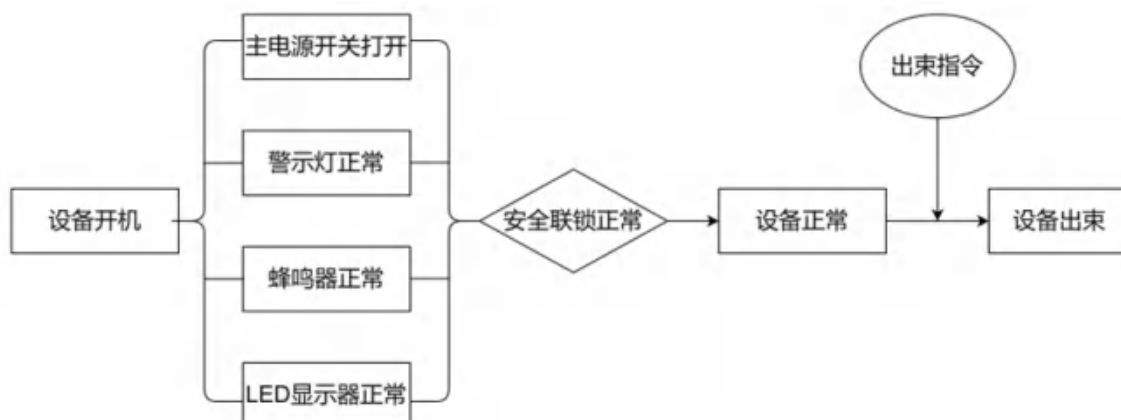 设备开机
主电源开关打开
警示灯正常
蜂鸣器正常
LED显示器正常
安全联锁正常
设备正常
出束指令
设备出束